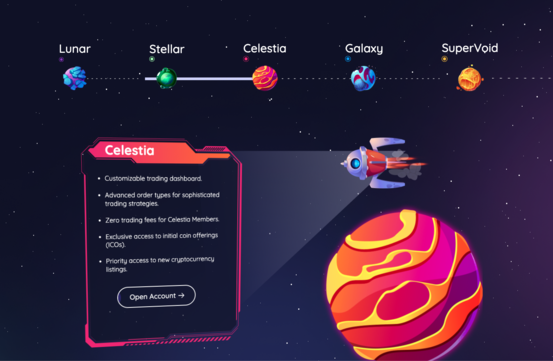 Lunar Stellar Celestia Galaxy SuperVoid
Celestia
• Customizable trading dashboard.
• Advanced order types for sophisticated
trading strategies.
• Zero trading fees for Celestia Members.
• Exclusive access to initial coin offerings
(ICOs).
• Priority access to new cryptocurrency
listings.
Open Account →